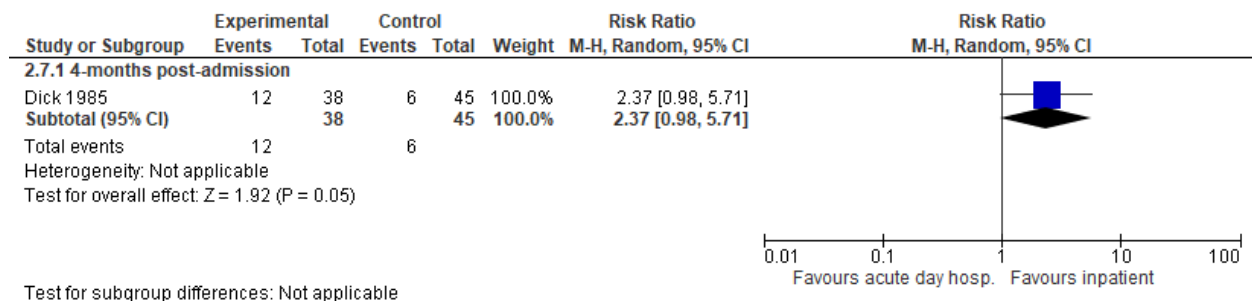 Experimental Control Risk Ratio Risk Ratio
Study or Subgroup Events Total Events Total Weight M-H, Random, 95% CI M-H, Random, 95% CI
2.7.1 4-months post-admission
Dick 1985 12 38 6 45 100.0% 2.37 [0.98, 5.71]
Subtotal (95% CI) 38 45 100.0% 2.37 [0.98, 5.71]
Total events 12 6
Heterogeneity: Not applicable
Test for overall effect: Z = 1.92 (P = 0.05)
0.01 0.1 1 10 100
Favours acute day hosp. Favours inpatient
Test for subgroup differences: Not applicable